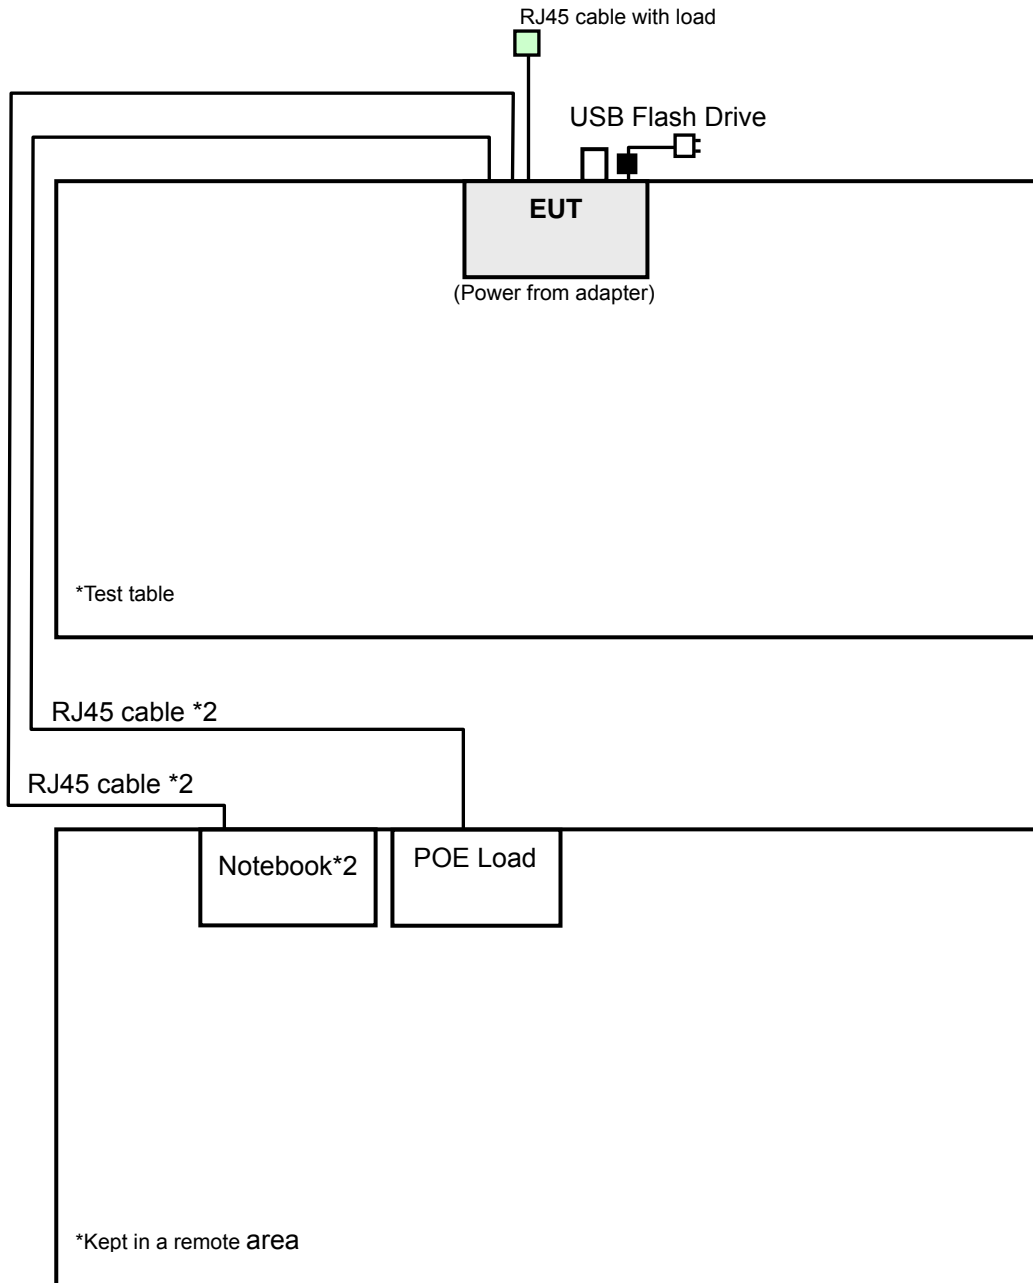 RJ45 cable with load
USB Flash Drive
EUT
(Power from adapter)
*Test table
RJ45 cable *2
RJ45 cable *2
Notebook*2
POE Load
*Kept in a remote area